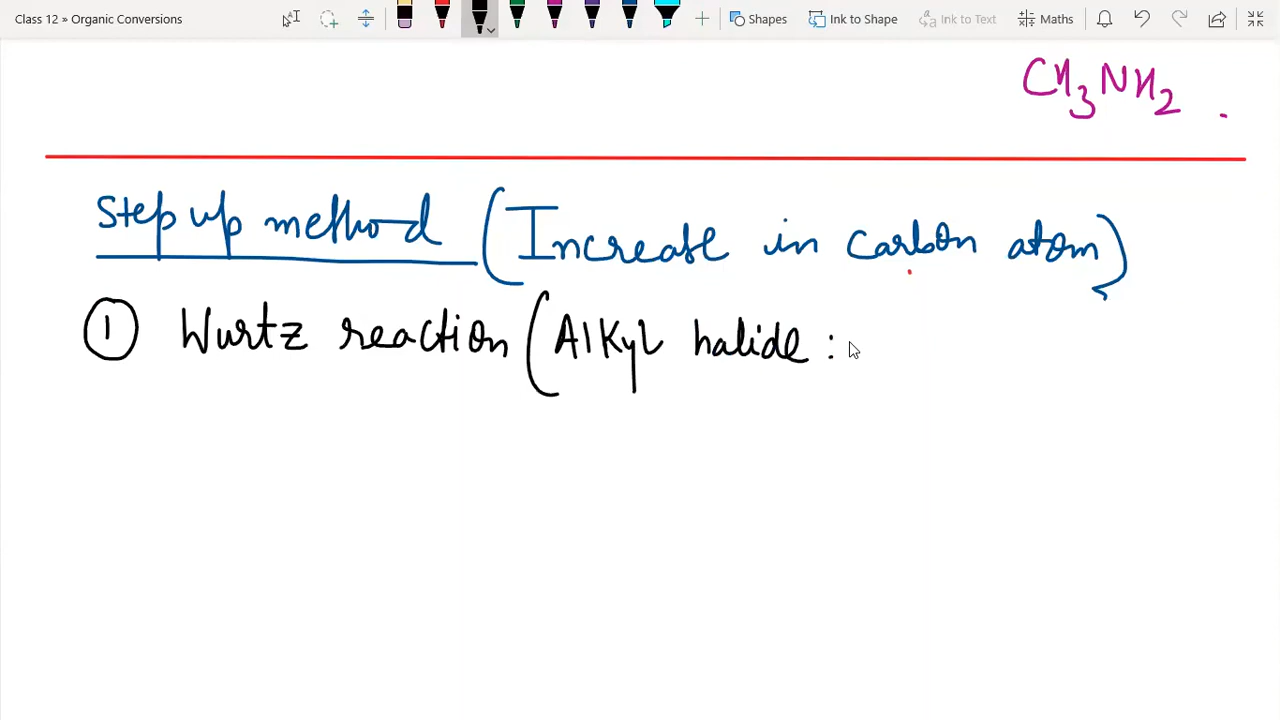 Class 12 » Organic Conversions
Shapes
Ink to Shape
Ink to Text
Maths
CH3NH2 .
Step up method (Increase in carbon atom)
① Wurtz reaction (Alkyl halide :